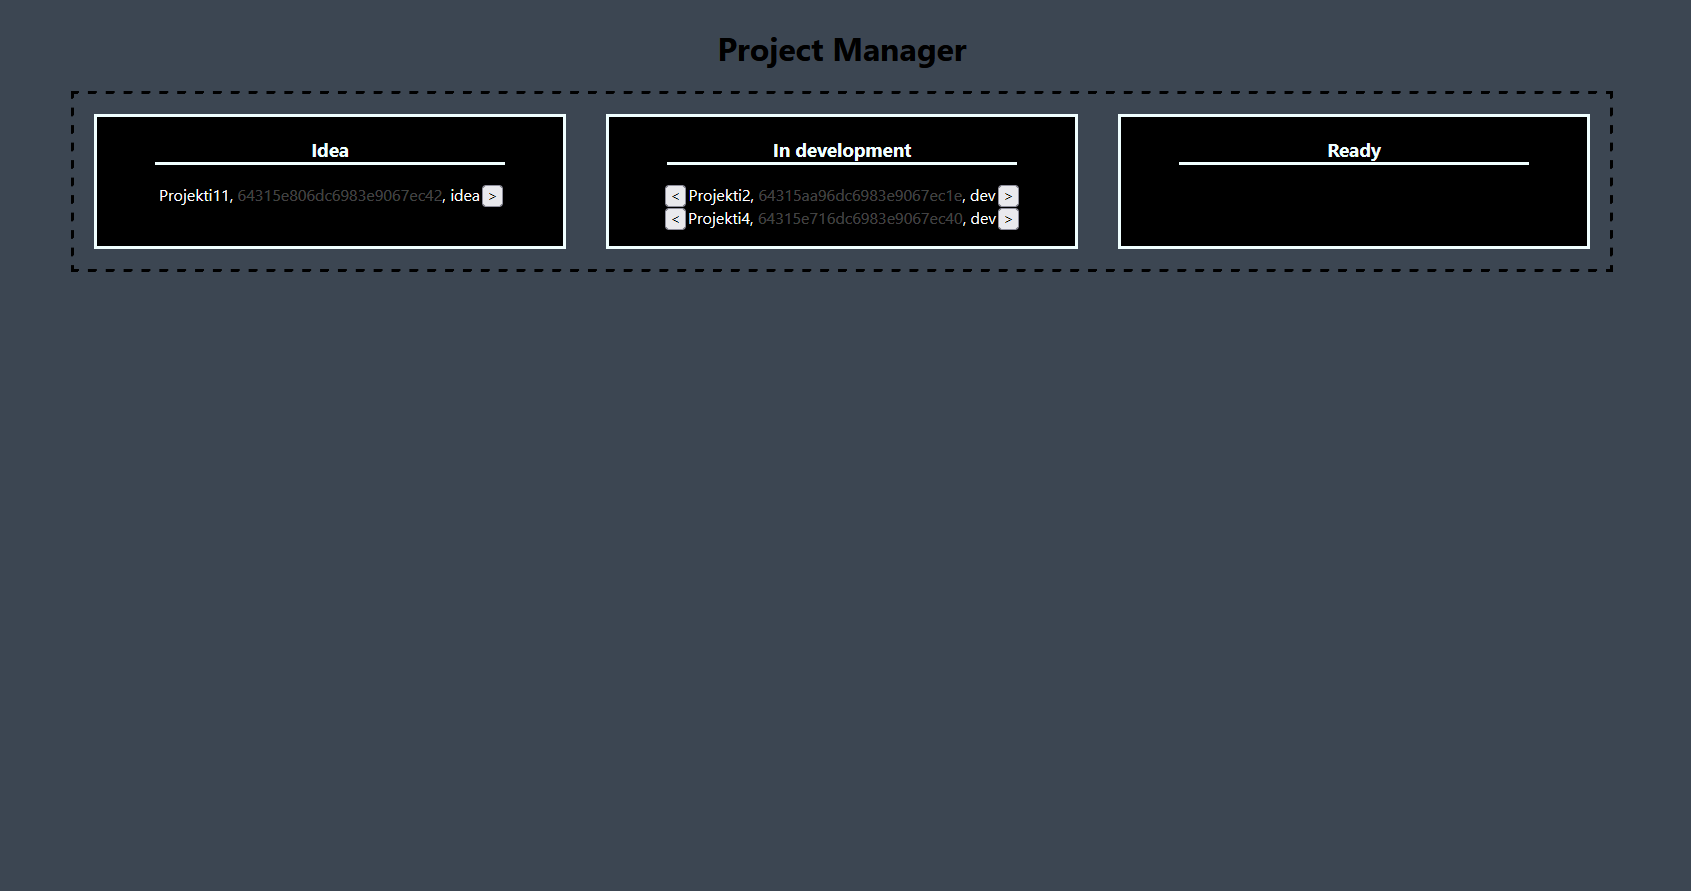 Project Manager
Idea
Projekti11, 64315e806dc6983e9067ec42, idea >
In development
< Projekti2, 64315aa96dc6983e9067ec1e, dev >
< Projekti4, 64315e716dc6983e9067ec40, dev >
Ready